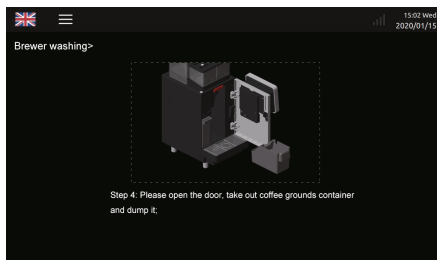 15:02 Wed
2020/01/15
Brewer washing>
Step 4: Please open the door, take out coffee grounds container
and dump it;